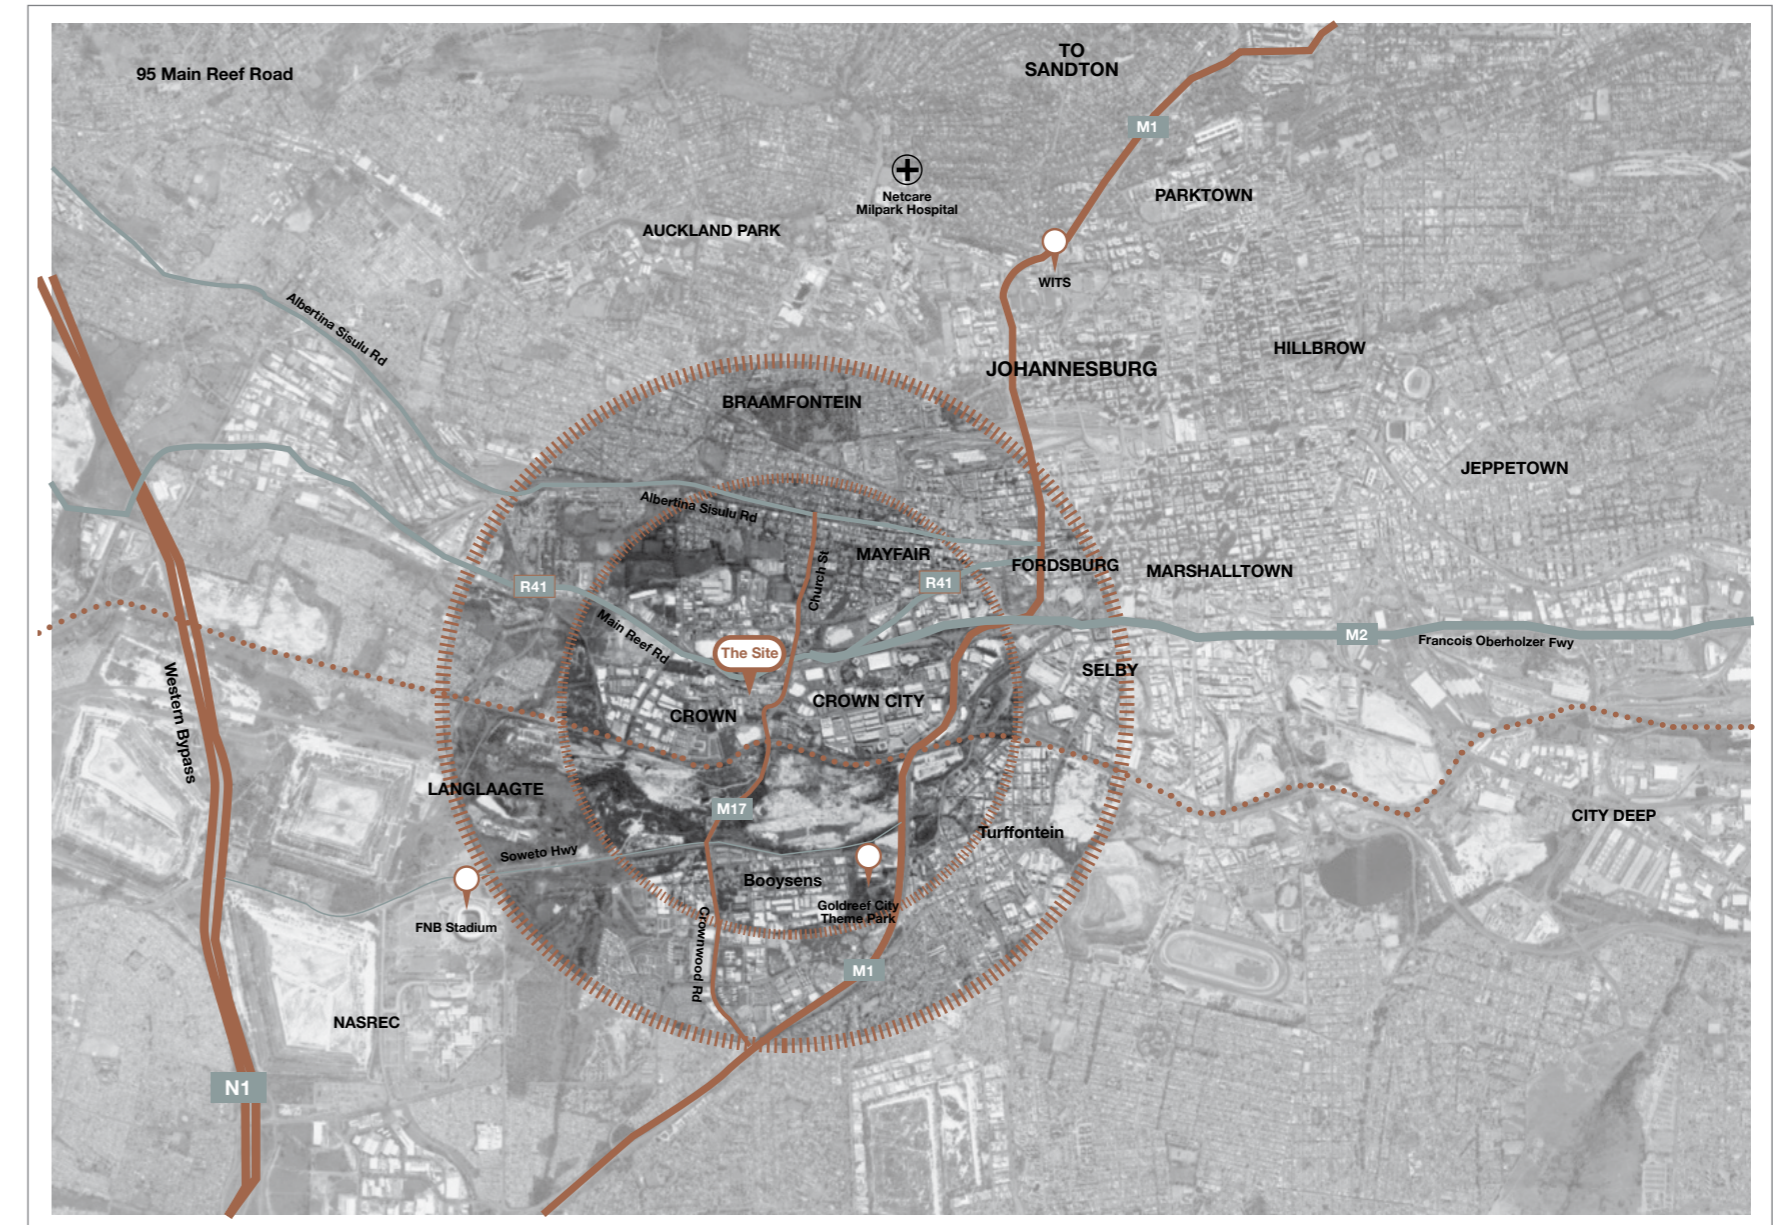 95 Main Reef Road
TO
SANDTON
M1
Netcare
Milpark Hospital
PARKTOWN
AUCKLAND PARK
WITS
Albertina Sisulu Rd
HILLBROW
JOHANNESBURG
BRAAMFONTEIN
JEPPETOWN
Albertina Sisulu Rd
MAYFAIR
FORDSBURG
MARSHALLTOWN
R41
R41
Church St
Main Reef Rd
M2
Francois Oberholzer Fwy
The Site
SELBY
Western Bypass
CROWN CITY
CROWN
LANGLAAGTE
M17
CITY DEEP
Turffontein
Soweto Hwy
Booysens
Goldreef City
Theme Park
FNB Stadium
Crownwood Rd
M1
NASREC
N1